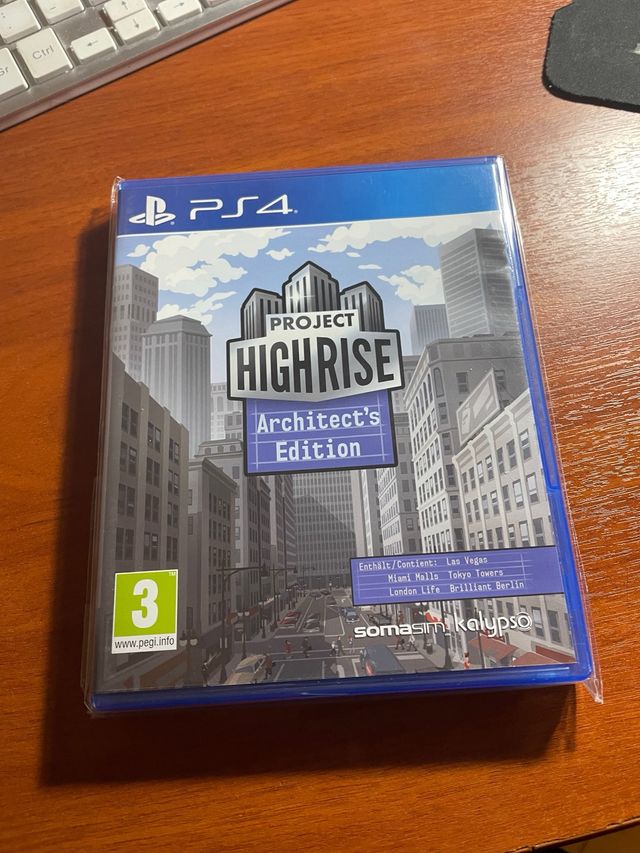 Ctrl
PS4
PROJECT
HIGHRISE
Architect's
Edition
Enthält/Contient: Las Vegas
Miami Malls Tokyo Towers
London Life Brilliant Berlin
3
www.pegi.info
somasim kalypso